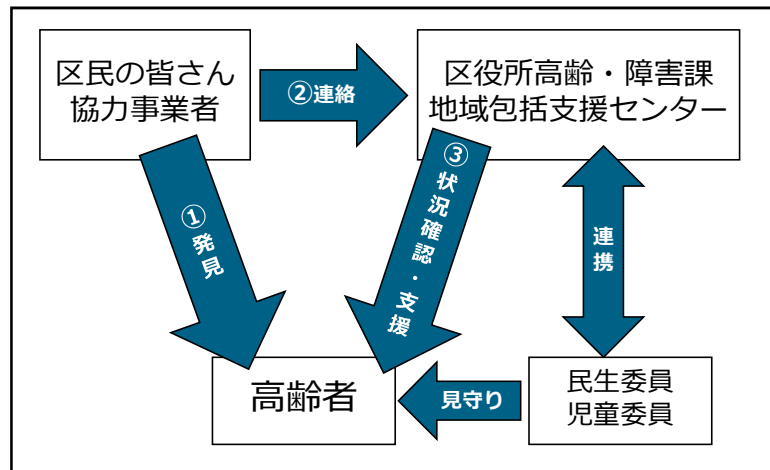 区民の皆さん
協力事業者
②連絡
区役所高齢・障害課
地域包括支援センター
①発見
③状況確認・支援
連携
高齢者
見守り
民生委員
児童委員